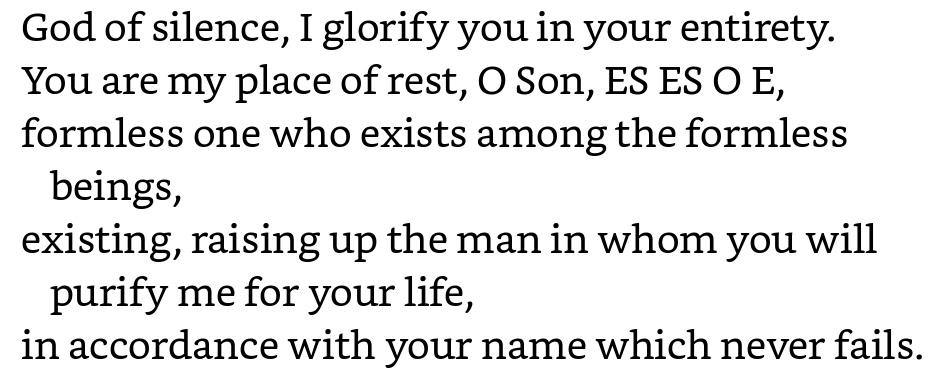 God of silence, I glorify you in your entirety.
You are my place of rest, O Son, ES ES O E,
formless one who exists among the formless
beings,
existing, raising up the man in whom you will
purify me for your life,
in accordance with your name which never fails.